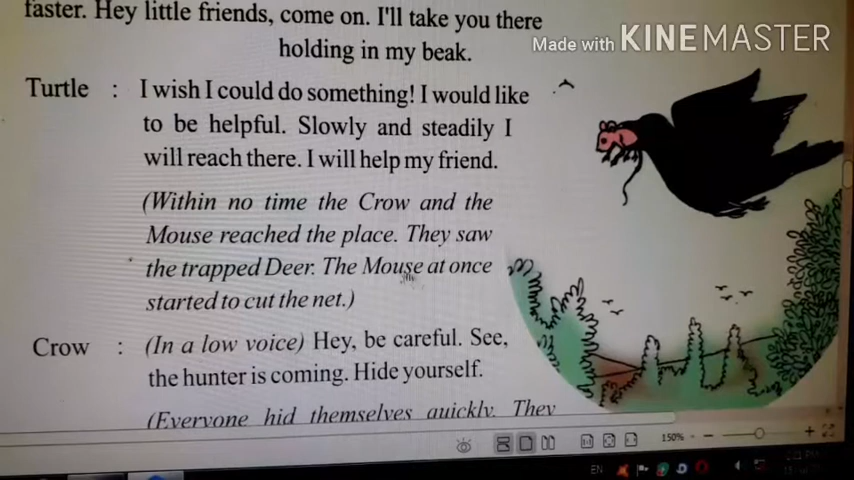 faster. Hey little friends, come on. I'll take you there
holding in my beak.
Made with KINEMASTER
Turtle : I wish I could do something! I would like
to be helpful. Slowly and steadily I
will reach there. I will help my friend.
(Within no time the Crow and the
Mouse reached the place. They saw
the trapped Deer. The Mouse at once
started to cut the net.)
Crow : (In a low voice) Hey, be careful. See,
the hunter is coming. Hide yourself.
(Everyone hid themselves quickly. They
150%
EN